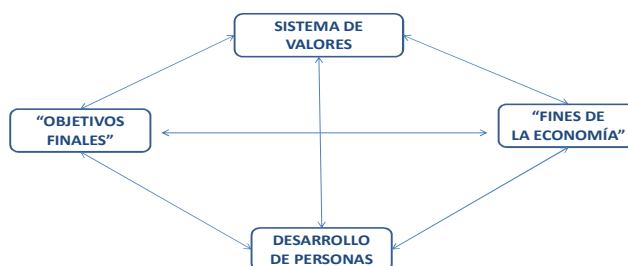 SISTEMA DE
VALORES
“OBJETIVOS
FINALES”
“FINES DE
LA ECONOMÍA”
DESARROLLO
DE PERSONAS